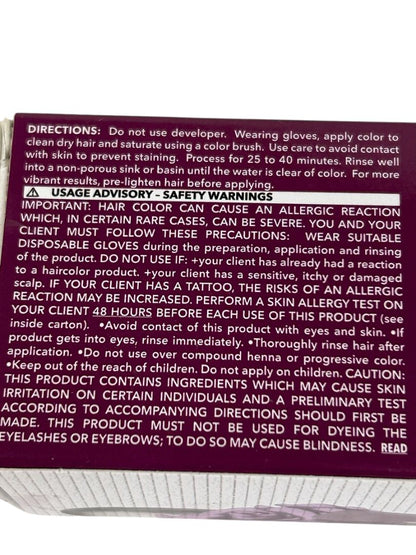 DIRECTIONS: Do not use developer. Wearing gloves, apply color to
clean dry hair and saturate using a color brush. Use care to avoid contact
with skin to prevent staining. Process for 25 to 40 minutes. Rinse well
into a non-porous sink or basin until the water is clear of color. For more
vibrant results, pre-lighten hair before applying.
⚠ USAGE ADVISORY – SAFETY WARNINGS
IMPORTANT: HAIR COLOR CAN CAUSE AN ALLERGIC REACTION
WHICH, IN CERTAIN RARE CASES, CAN BE SEVERE. YOU AND YOUR
CLIENT MUST FOLLOW THESE PRECAUTIONS: WEAR SUITABLE
DISPOSABLE GLOVES during the preparation, application and rinsing
of the product. DO NOT USE IF: +your client has already had a reaction
to a haircolor product. +your client has a sensitive, itchy or damaged
scalp. IF YOUR CLIENT HAS A TATTOO, THE RISKS OF AN ALLERGIC
REACTION MAY BE INCREASED. PERFORM A SKIN ALLERGY TEST ON
YOUR CLIENT 48 HOURS BEFORE EACH USE OF THIS PRODUCT (see
inside carton). •Avoid contact of this product with eyes and skin. •If
product gets into eyes, rinse immediately. •Thoroughly rinse hair after
application. •Do not use over compound henna or progressive color.
•Keep out of the reach of children. Do not apply on children. CAUTION:
THIS PRODUCT CONTAINS INGREDIENTS WHICH MAY CAUSE SKIN
IRRITATION ON CERTAIN INDIVIDUALS AND A PRELIMINARY TEST
ACCORDING TO ACCOMPANYING DIRECTIONS SHOULD FIRST BE
MADE. THIS PRODUCT MUST NOT BE USED FOR DYEING THE
EYELASHES OR EYEBROWS; TO DO SO MAY CAUSE BLINDNESS. READ